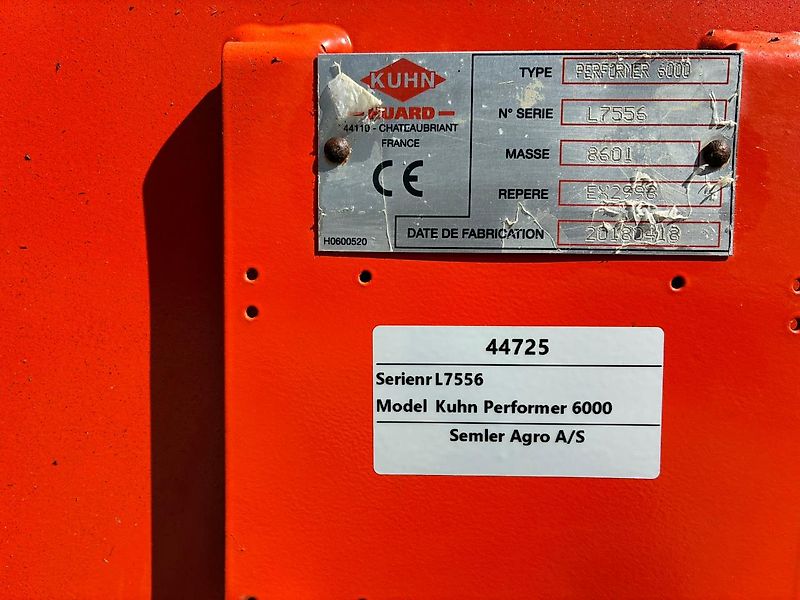 KUHN
HUARD
44110 - CHATEAUBRIANT
FRANCE
CE
H0600520
TYPE PERFORMER 6000
N° SERIE L7556
MASSE 8601
REPERE
DATE DE FABRICATION 20180418
44725
Serienr L7556
Model Kuhn Performer 6000
Semler Agro A/S